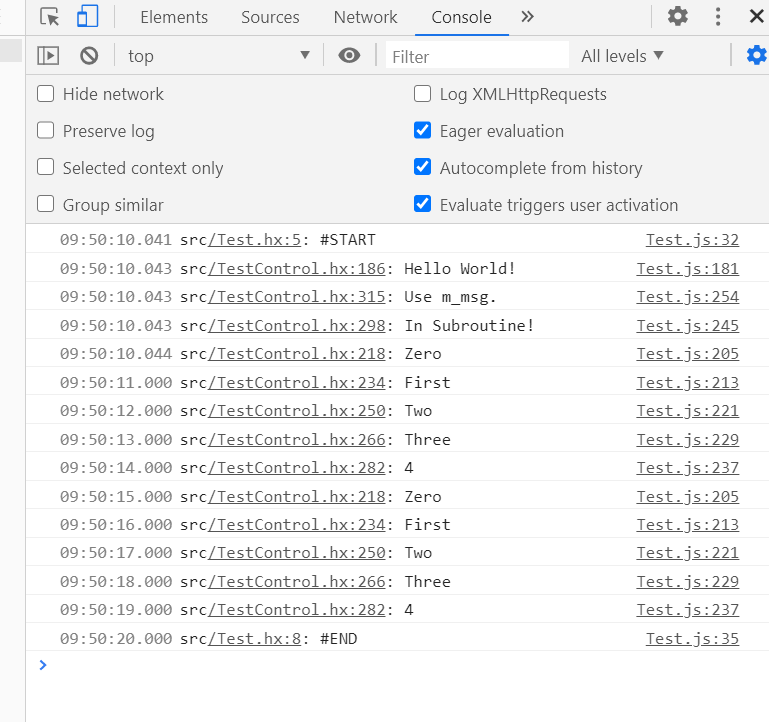 Elements Sources Network Console »
top Filter All levels
Hide network Log XMLHttpRequests
Preserve log Eager evaluation
Selected context only Autocomplete from history
Group similar Evaluate triggers user activation
09:50:10.041 src/Test.hx:5: #START Test.js:32
09:50:10.043 src/TestControl.hx:186: Hello World! Test.js:181
09:50:10.043 src/TestControl.hx:315: Use m_msg. Test.js:254
09:50:10.043 src/TestControl.hx:298: In Subroutine! Test.js:245
09:50:10.044 src/TestControl.hx:218: Zero Test.js:205
09:50:11.000 src/TestControl.hx:234: First Test.js:213
09:50:12.000 src/TestControl.hx:250: Two Test.js:221
09:50:13.000 src/TestControl.hx:266: Three Test.js:229
09:50:14.000 src/TestControl.hx:282: 4 Test.js:237
09:50:15.000 src/TestControl.hx:218: Zero Test.js:205
09:50:16.000 src/TestControl.hx:234: First Test.js:213
09:50:17.000 src/TestControl.hx:250: Two Test.js:221
09:50:18.000 src/TestControl.hx:266: Three Test.js:229
09:50:19.000 src/TestControl.hx:282: 4 Test.js:237
09:50:20.000 src/Test.hx:8: #END Test.js:35